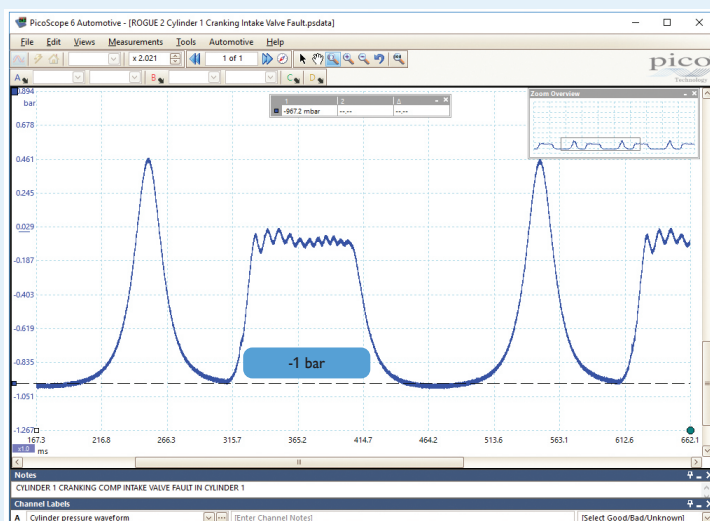 PicoScope 6 Automotive - [ROGUE 2 Cylinder 1 Cranking Intake Valve Fault.psdata]
File Edit Views Measurements Tools Automotive Help
x 2.021 1 of 1
pico
Technology
A B C D
0.894
bar
0.678
0.461
0.245
0.029
-0.187
-0.403
-0.619
-0.835
-1.051
-1.267
1 2 Δ
-967.2 mbar --.-- --.--
Zoom Overview
-1 bar
167.3 216.8 266.3 315.7 365.2 414.7 464.2 513.6 563.1 612.6 662.1
x1.0 ms
Notes
CYLINDER 1 CRANKING COMP INTAKE VALVE FAULT IN CYLINDER 1
Channel Labels
A Cylinder pressure waveform [Enter Channel Notes] [Select Good/Bad/Unknown]